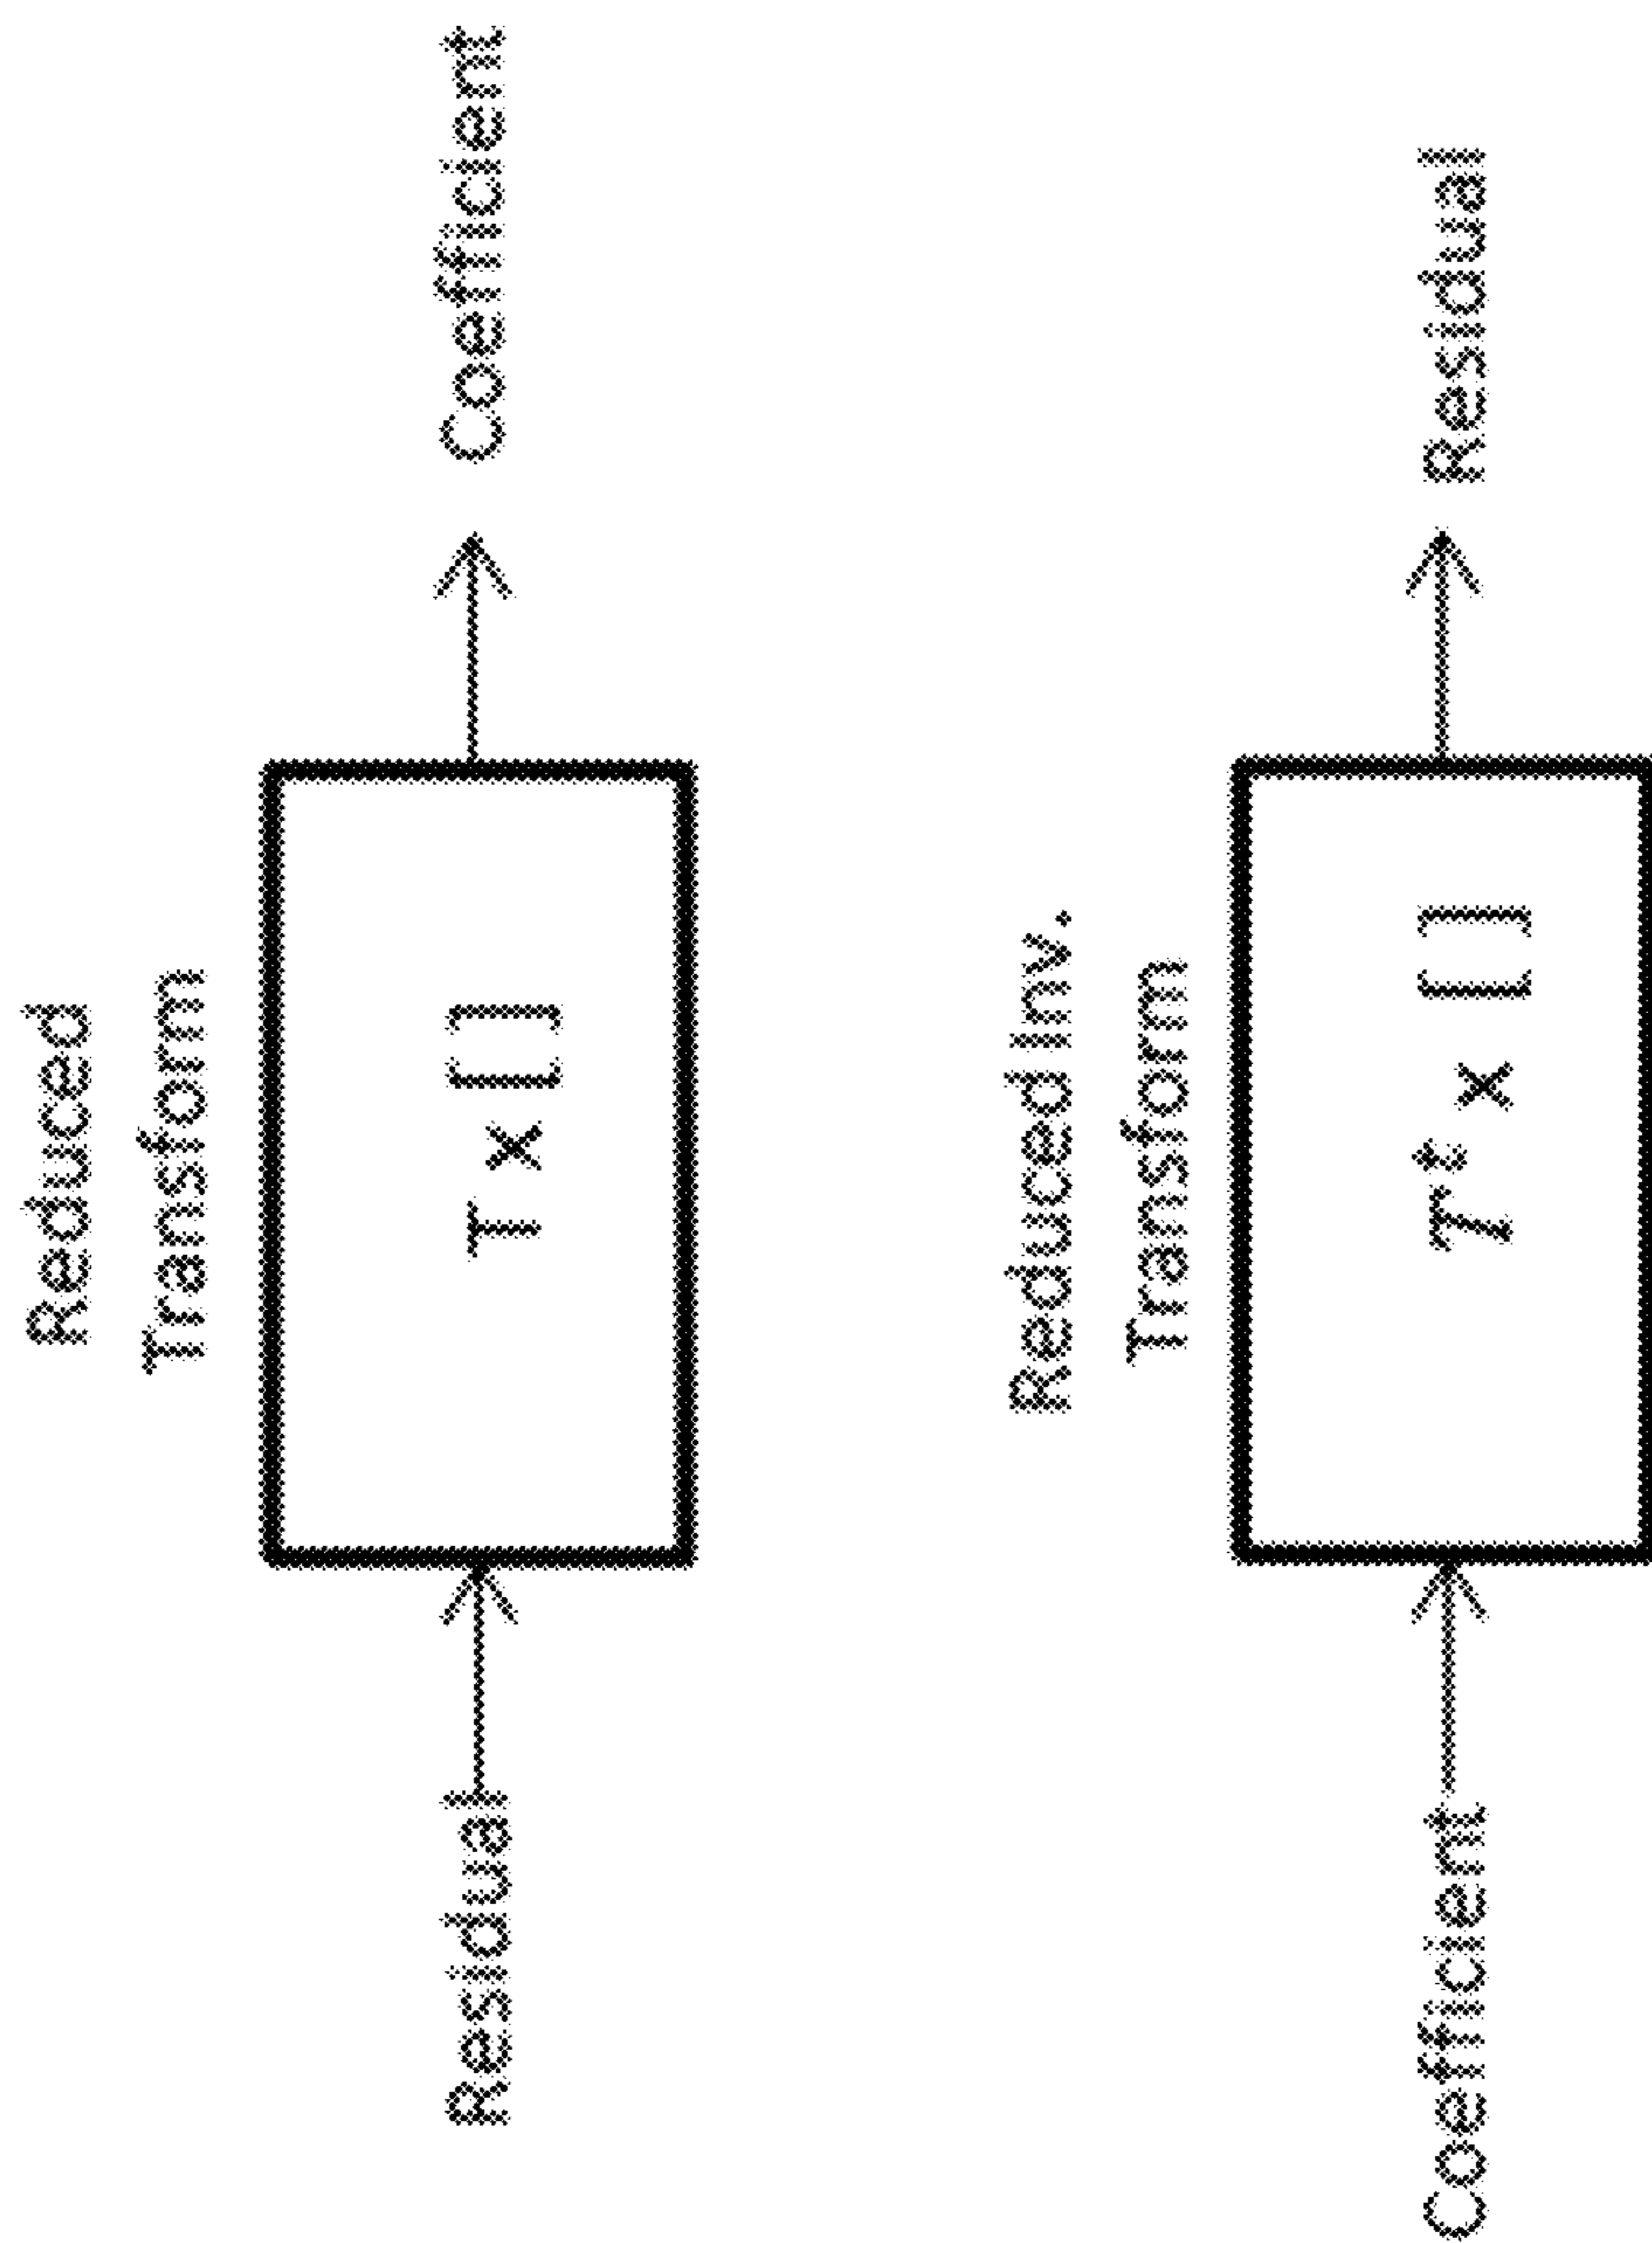 Reduced
Transform
Residual
T x [ ]
Coefficient
Reduced Inv.
Transform
Coefficient
Tᵗ x [ ]
Residual